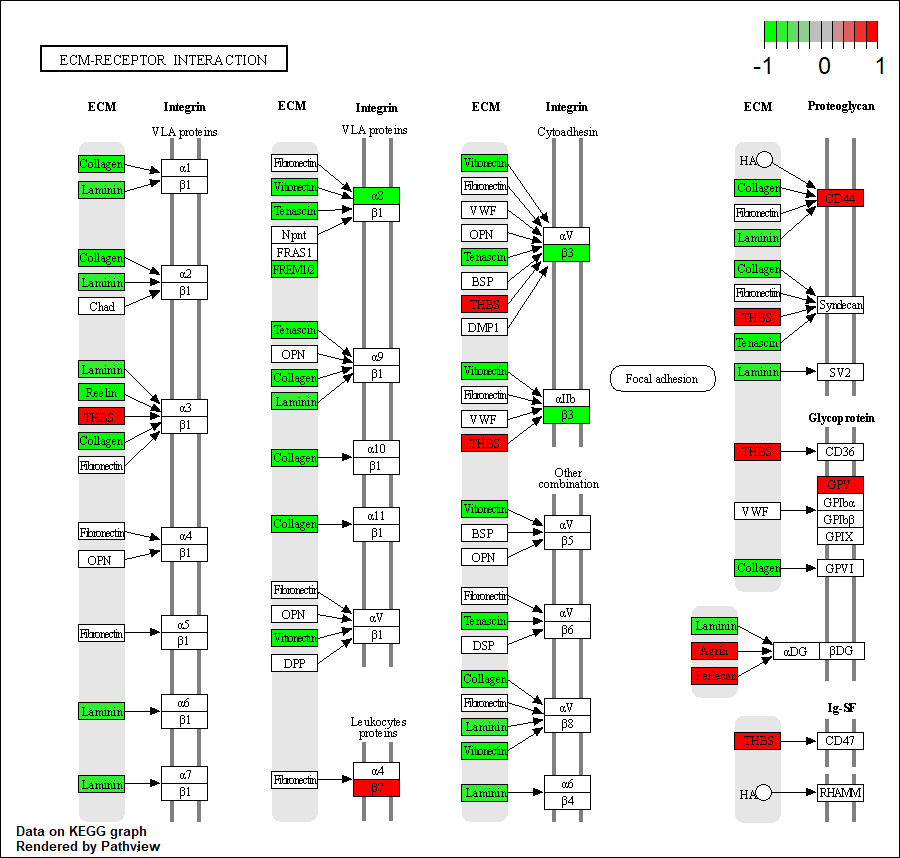 ECM-RECEPTOR INTERACTION
-1 0 1
ECM
Integrin
VLA proteins
Collagen
Laminin
α1
β1
Collagen
Laminin
Chad
α2
β1
Laminin
Reelin
THBS
Collagen
Fibronectin
α3
β1
Fibronectin
OPN
α4
β1
Fibronectin
α5
β1
Laminin
α6
β1
Laminin
α7
β1
ECM
Integrin
VLA proteins
Fibronectin
Vitronectin
Tenascin
Npnt
FRAS1
FREM1/2
α8
β1
Tenascin
OPN
Collagen
Laminin
α9
β1
Collagen
α10
β1
Collagen
α11
β1
Fibronectin
OPN
Vitronectin
DPP
αV
β1
Leukocytes
proteins
Fibronectin
α4
β7
ECM
Integrin
Cytoadhesin
Vitronectin
Fibronectin
VWF
OPN
Tenascin
BSP
THBS
DMP1
αV
β3
Vitronectin
Fibronectin
VWF
THBS
αIIb
β3
Other
combination
Vitronectin
BSP
OPN
αV
β5
Fibronectin
Tenascin
DSP
αV
β6
Collagen
Fibronectin
Laminin
Vitronectin
αV
β8
Laminin
α6
β4
Focal adhesion
ECM
Proteoglycan
HA
Collagen
Fibronectin
Laminin
CD44
Collagen
Fibronectin
THBS
Tenascin
Syndecan
Laminin
SV2
Glycoprotein
THBS
CD36
VWF
GPV
GPIbα
GPIbβ
GPIX
Collagen
GPVI
Laminin
Agrin
Perlecan
αDG
βDG
Ig-SF
THBS
CD47
HA
RHAMM
Data on KEGG graph
Rendered by Pathview